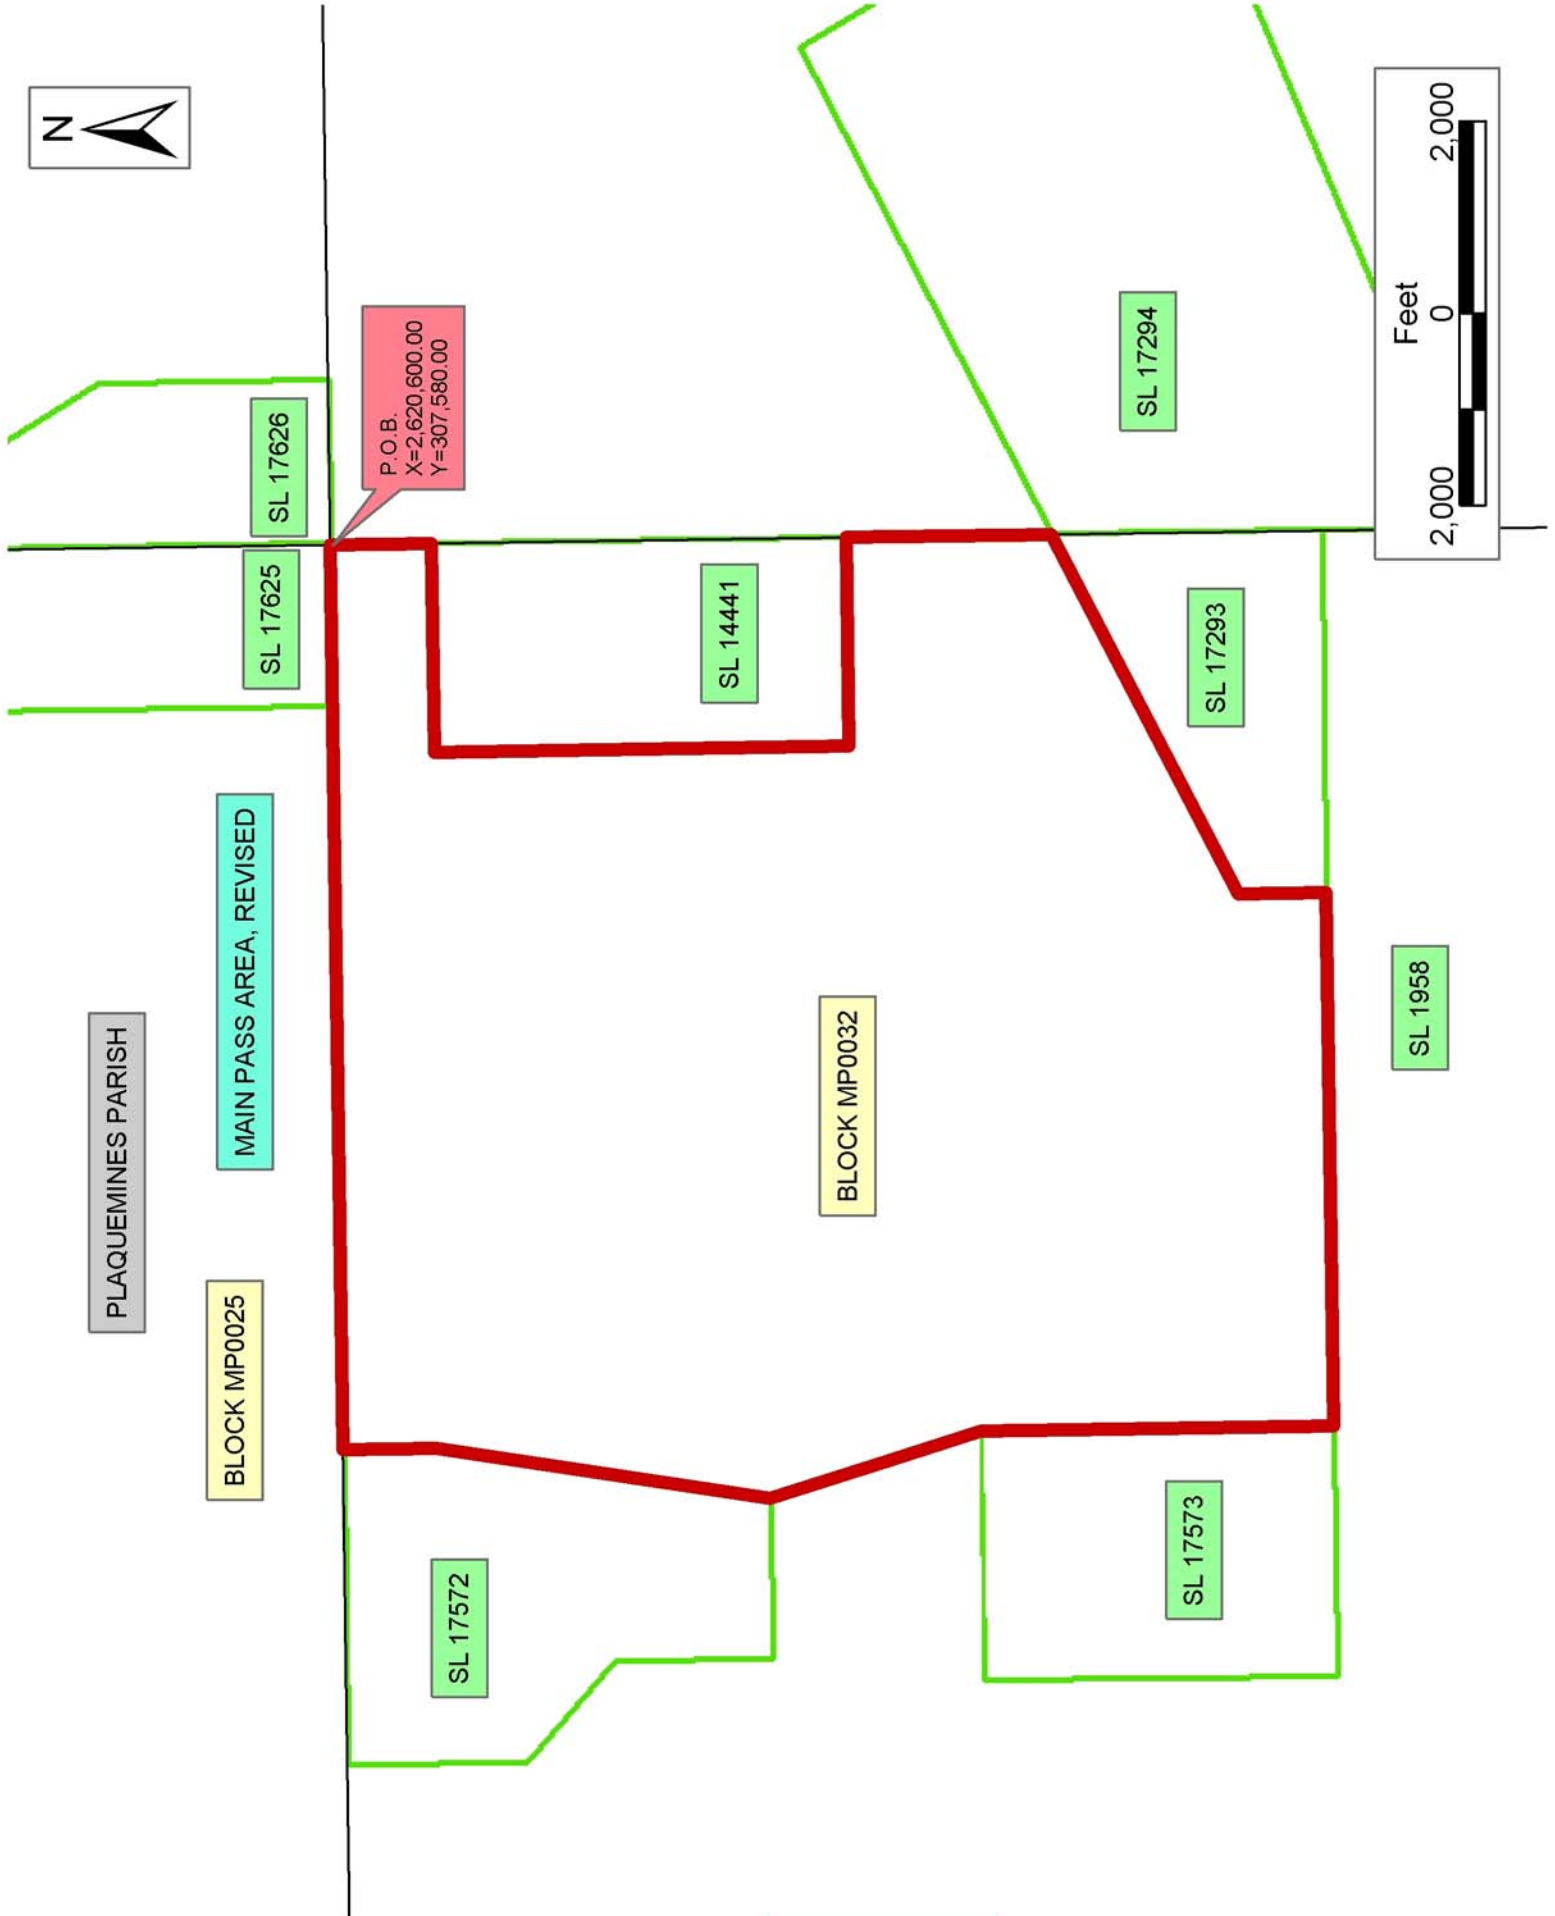 PLAQUEMINES PARISH
N
BLOCK MP0025
MAIN PASS AREA, REVISED
SL 17625
SL 17626
P.O.B.
X=2,620,600.00
Y=307,580.00
SL 17572
SL 14441
BLOCK MP0032
SL 17294
SL 17573
SL 17293
SL 1958
Feet
2,000 0 2,000